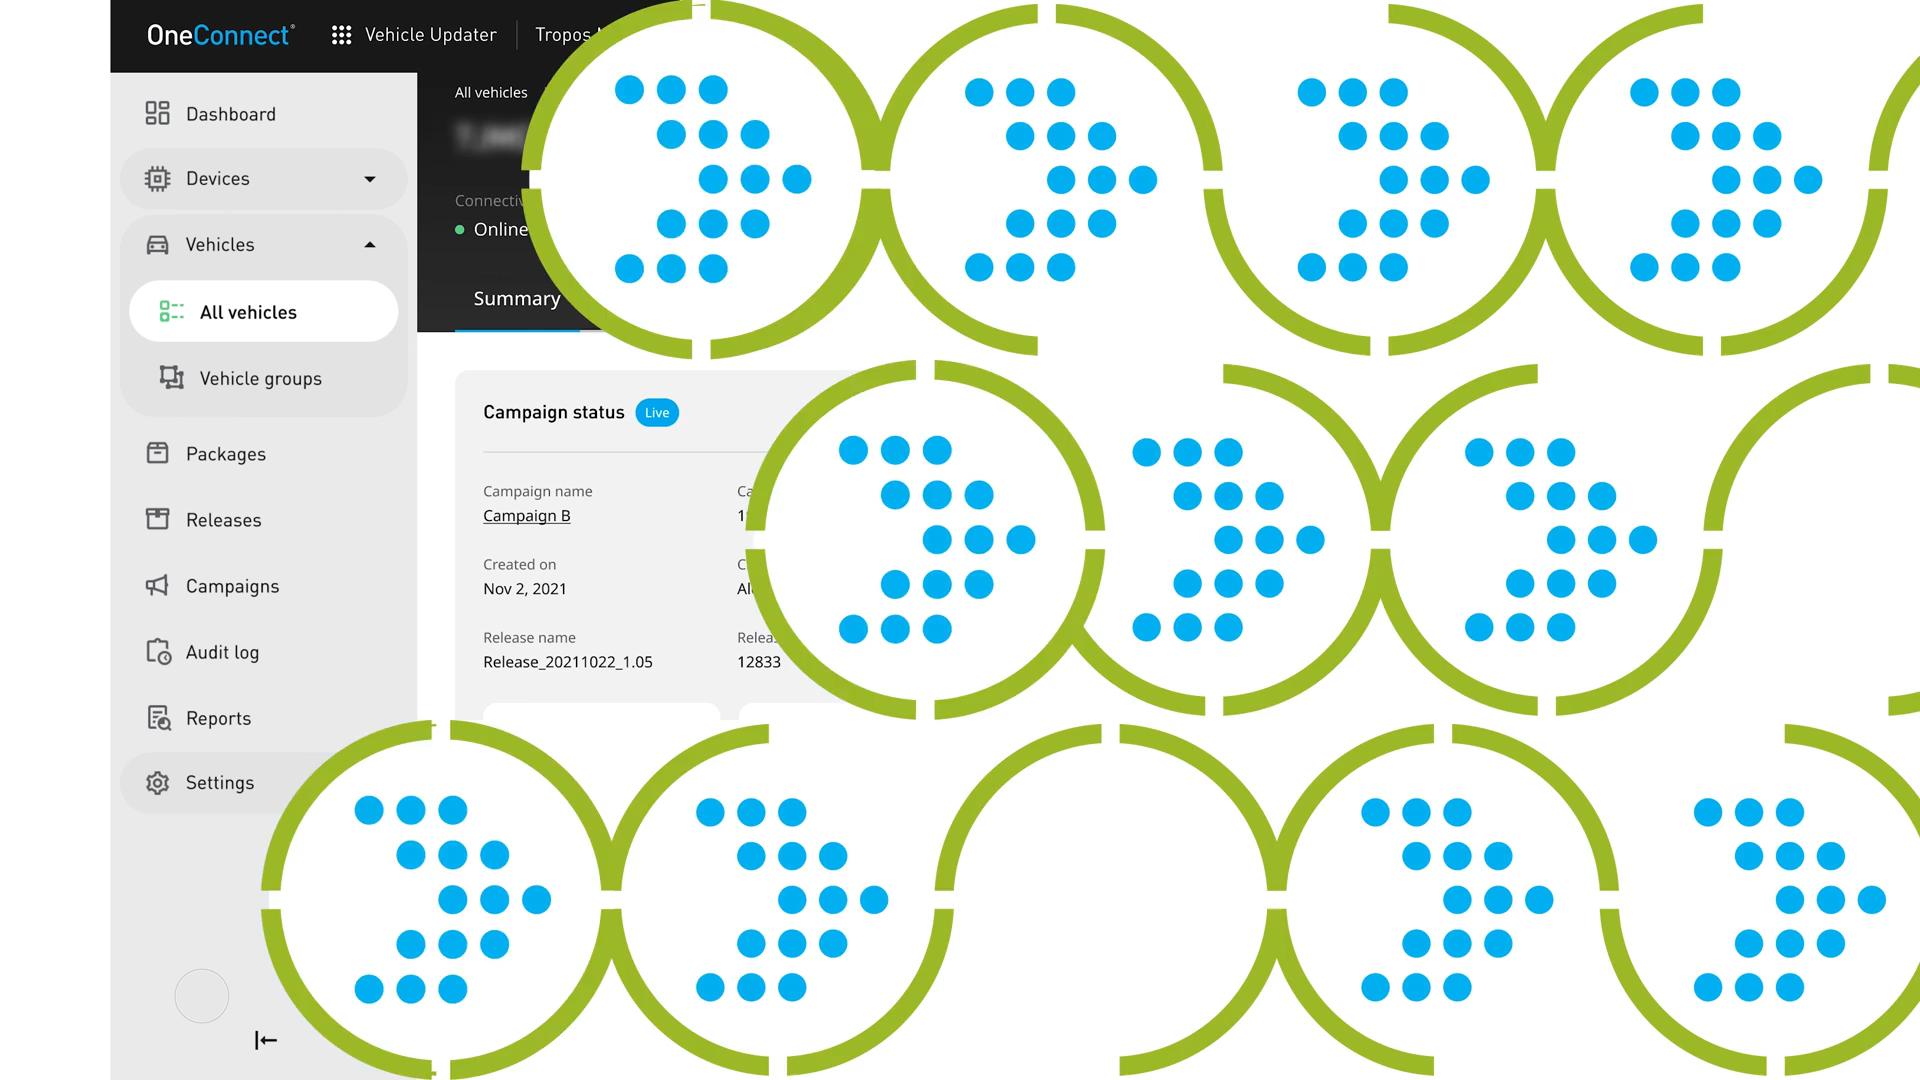 OneConnect
Vehicle Updater
Tropos
Dashboard
Devices
Vehicles
All vehicles
Vehicle groups
Packages
Releases
Campaigns
Audit log
Reports
Settings
All vehicles
Online
Summary
Campaign status
Live
Campaign name
Campaign B
Created on
Nov 2, 2021
Release name
Release_20211022_1.05
12833